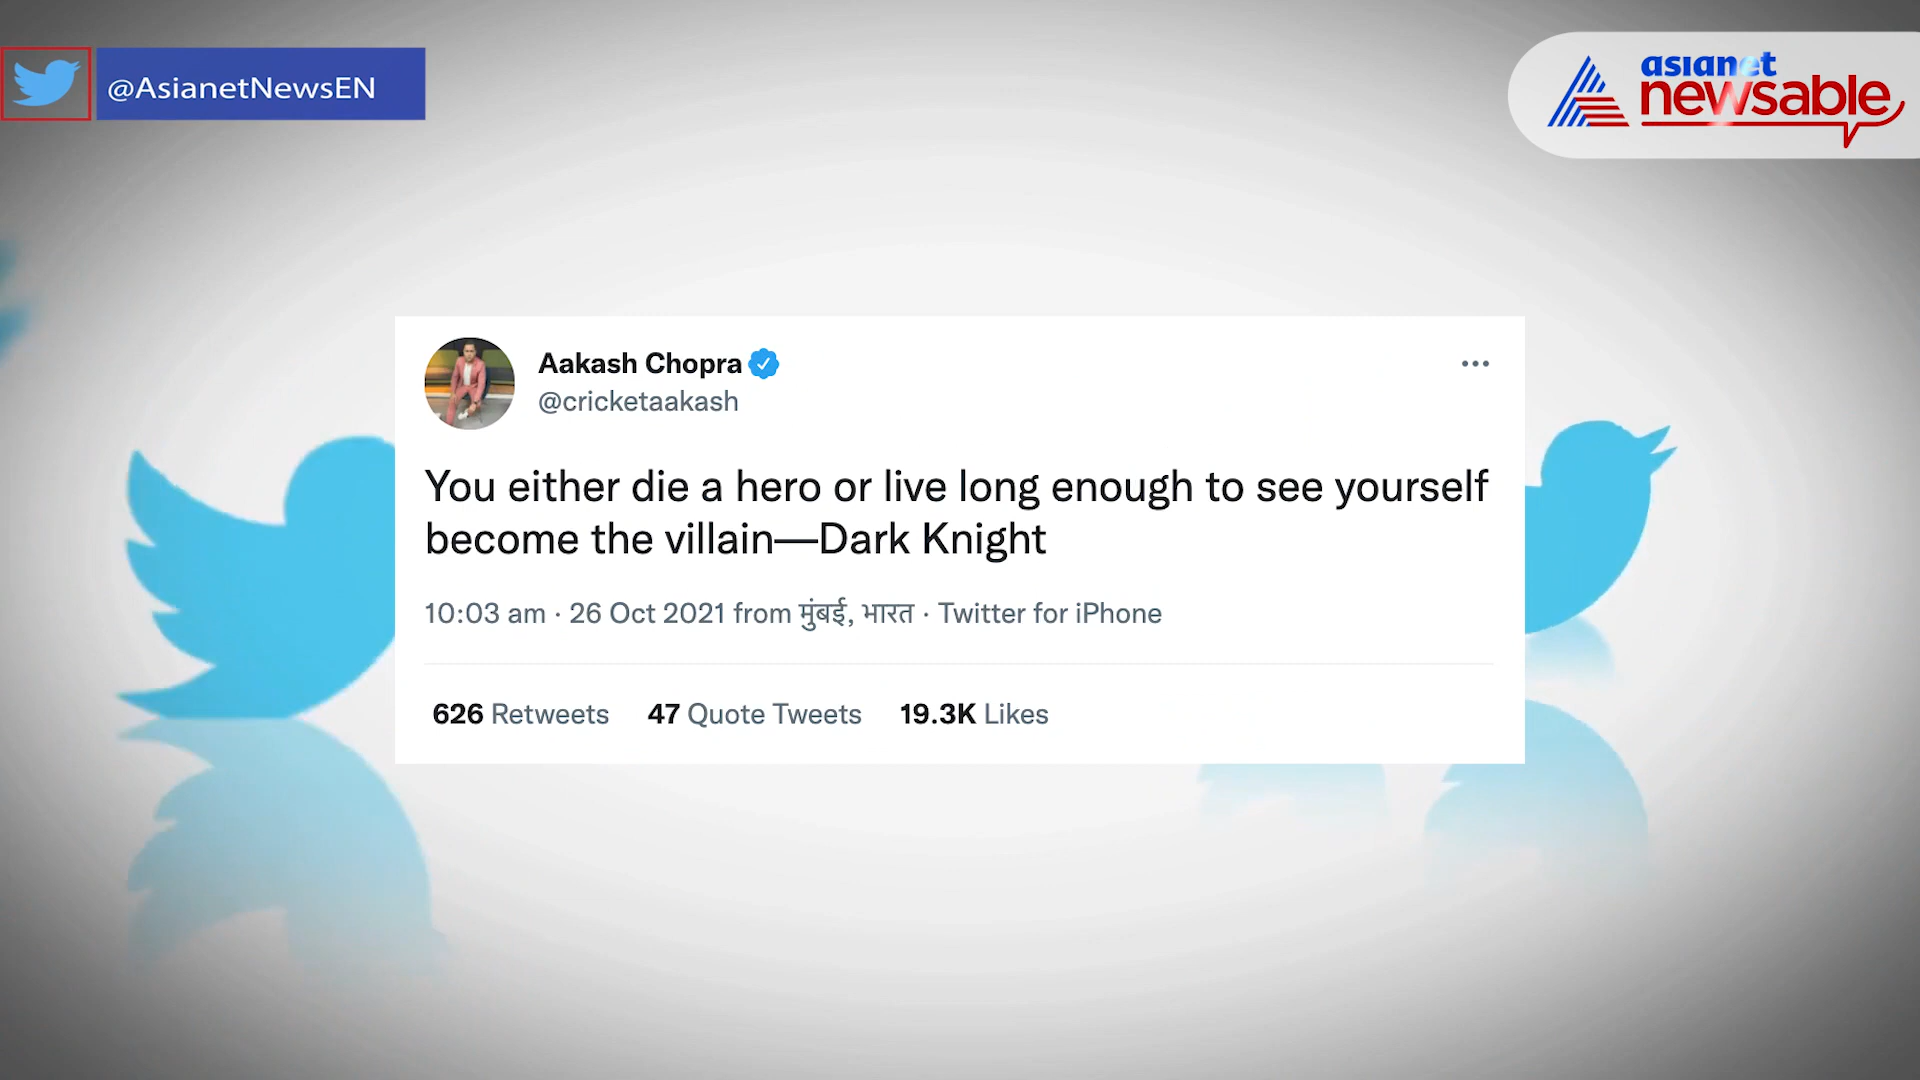 @AsianetNewsEN
asianet
newsable
Aakash Chopra
@cricketaakash
You either die a hero or live long enough to see yourself
become the villain—Dark Knight
10:03 am · 26 Oct 2021 from मुंबई, भारत · Twitter for iPhone
626 Retweets 47 Quote Tweets 19.3K Likes